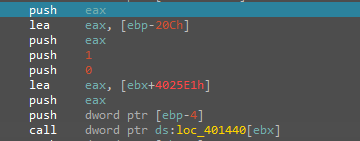 push eax
lea eax, [ebp-20Ch]
push eax
push 1
push 0
lea eax, [ebx+4025E1h]
push eax
push dword ptr [ebp-4]
call dword ptr ds:loc_401440[ebx]